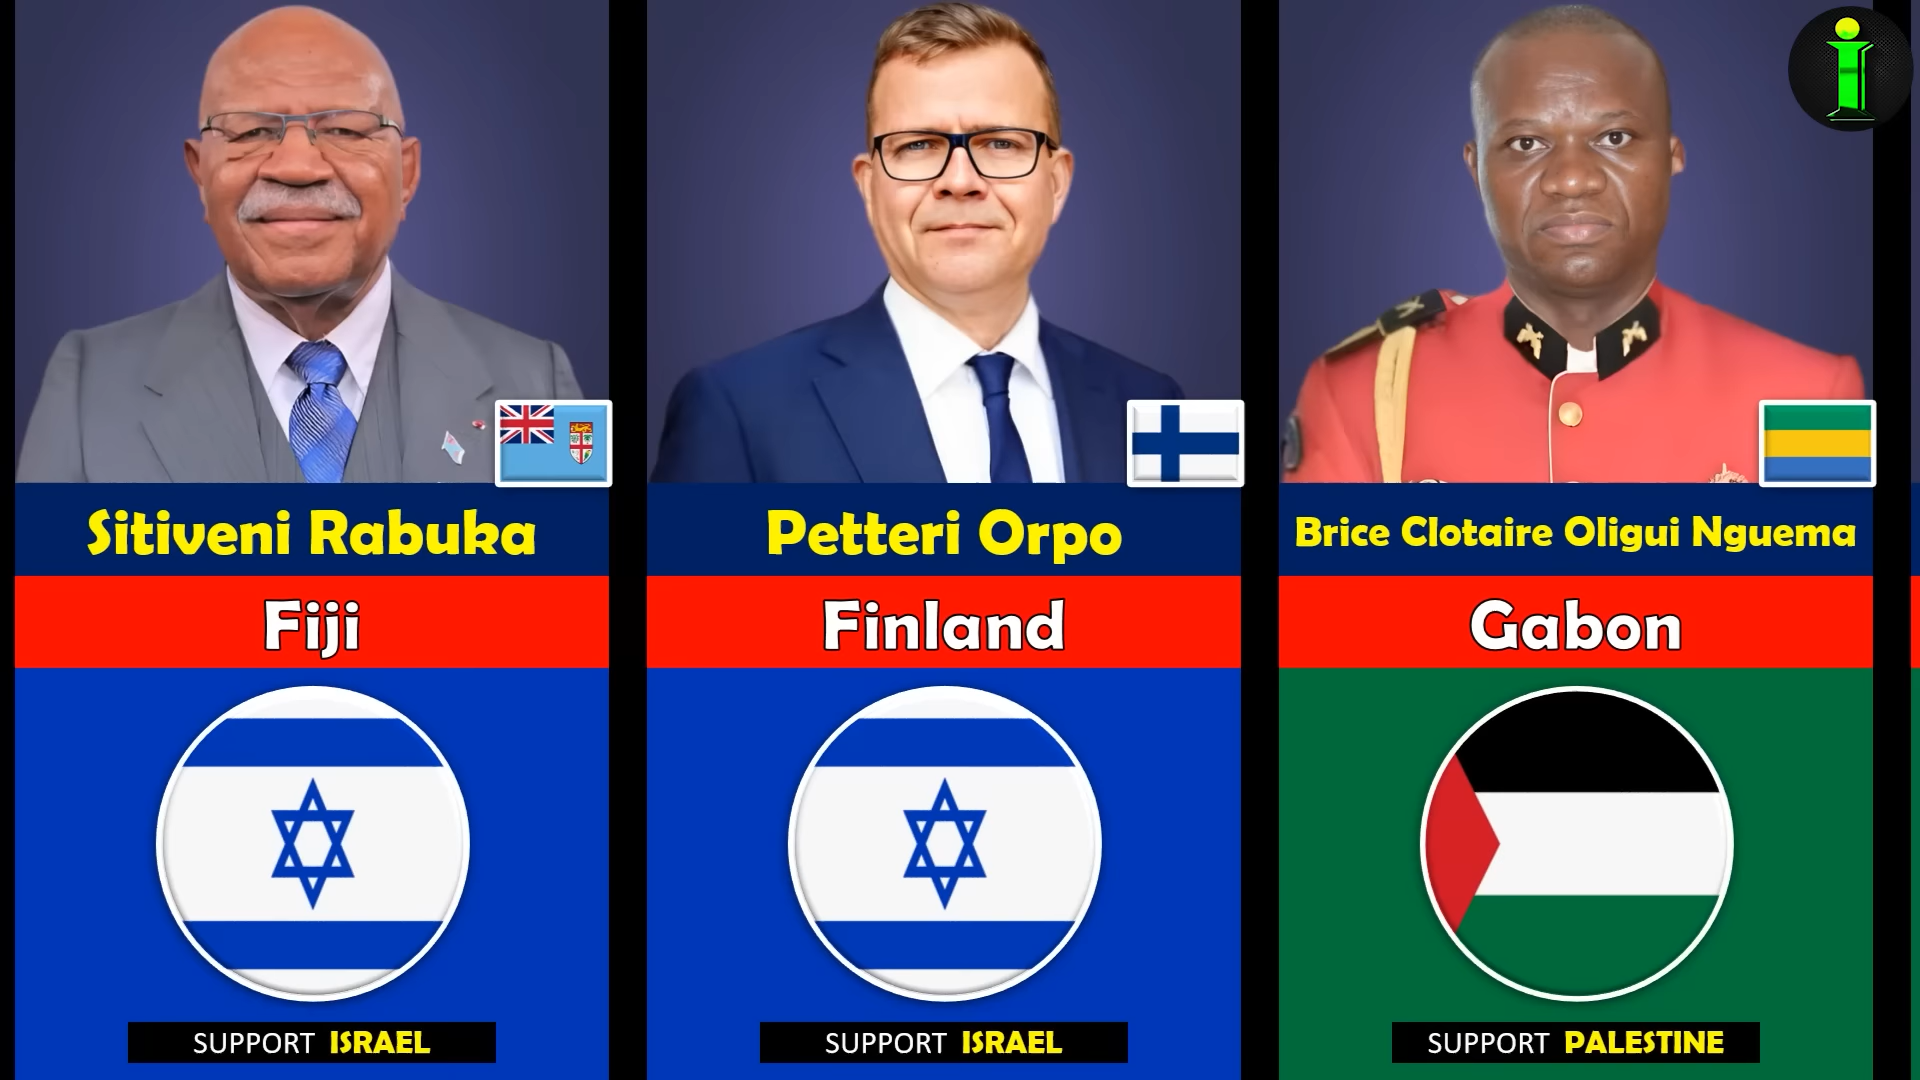 Sitiveni Rabuka
Fiji
SUPPORT ISRAEL
Petteri Orpo
Finland
SUPPORT ISRAEL
Brice Clotaire Oligui Nguema
Gabon
SUPPORT PALESTINE
i